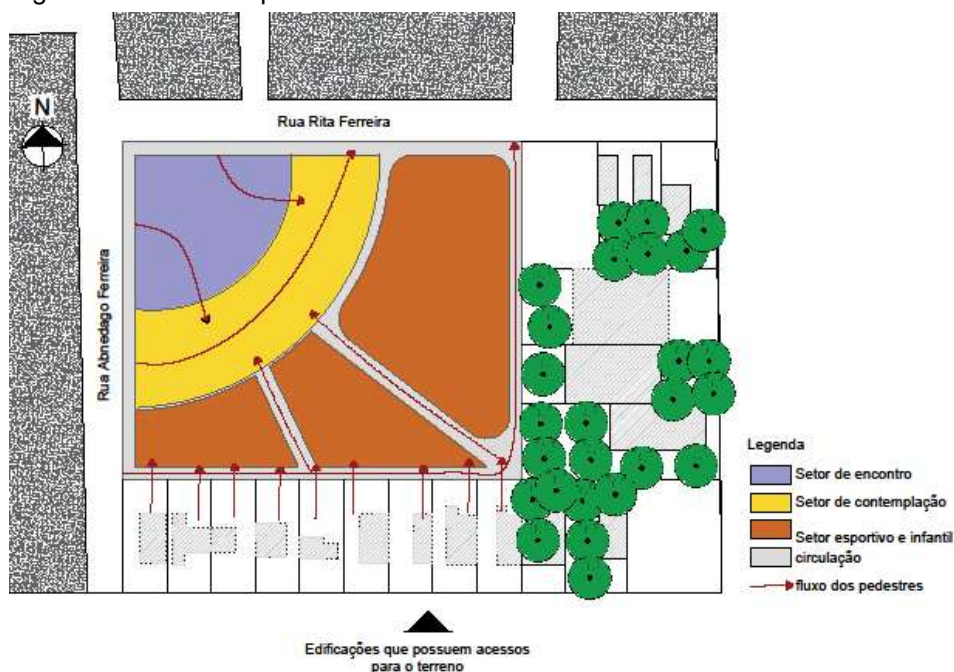 N
Rua Rita Ferreira
Rua Abnedago Ferreira
Legenda
Setor de encontro
Setor de contemplação
Setor esportivo e infantil
circulação
fluxo dos pedestres
Edificações que possuem acessos
para o terreno